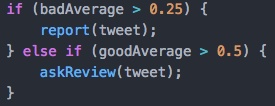 if (badAverage > 0.25) {
    report(tweet);
} else if (goodAverage > 0.5) {
    askReview(tweet);
}